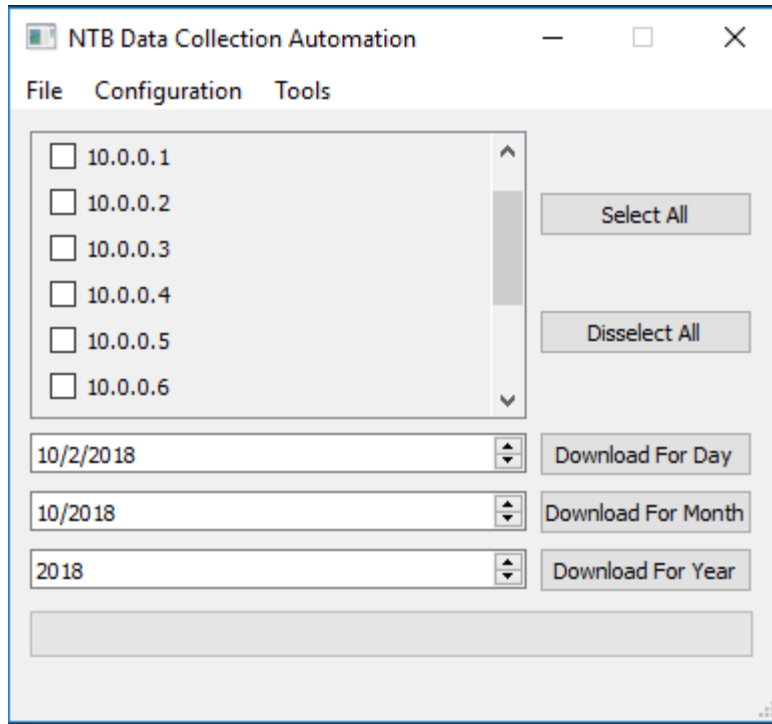 NTB Data Collection Automation
File Configuration Tools
10.0.0.1
10.0.0.2
10.0.0.3
10.0.0.4
10.0.0.5
10.0.0.6
Select All
Disselect All
10/2/2018 Download For Day
10/2018 Download For Month
2018 Download For Year